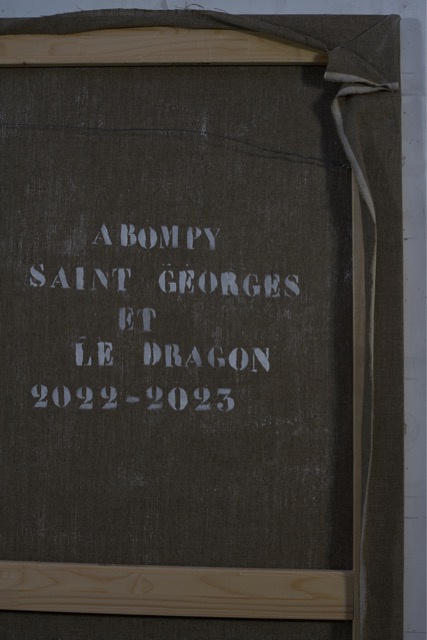 ABOMPY
SAINT GEORGES
ET
LE DRAGON
2022-2023